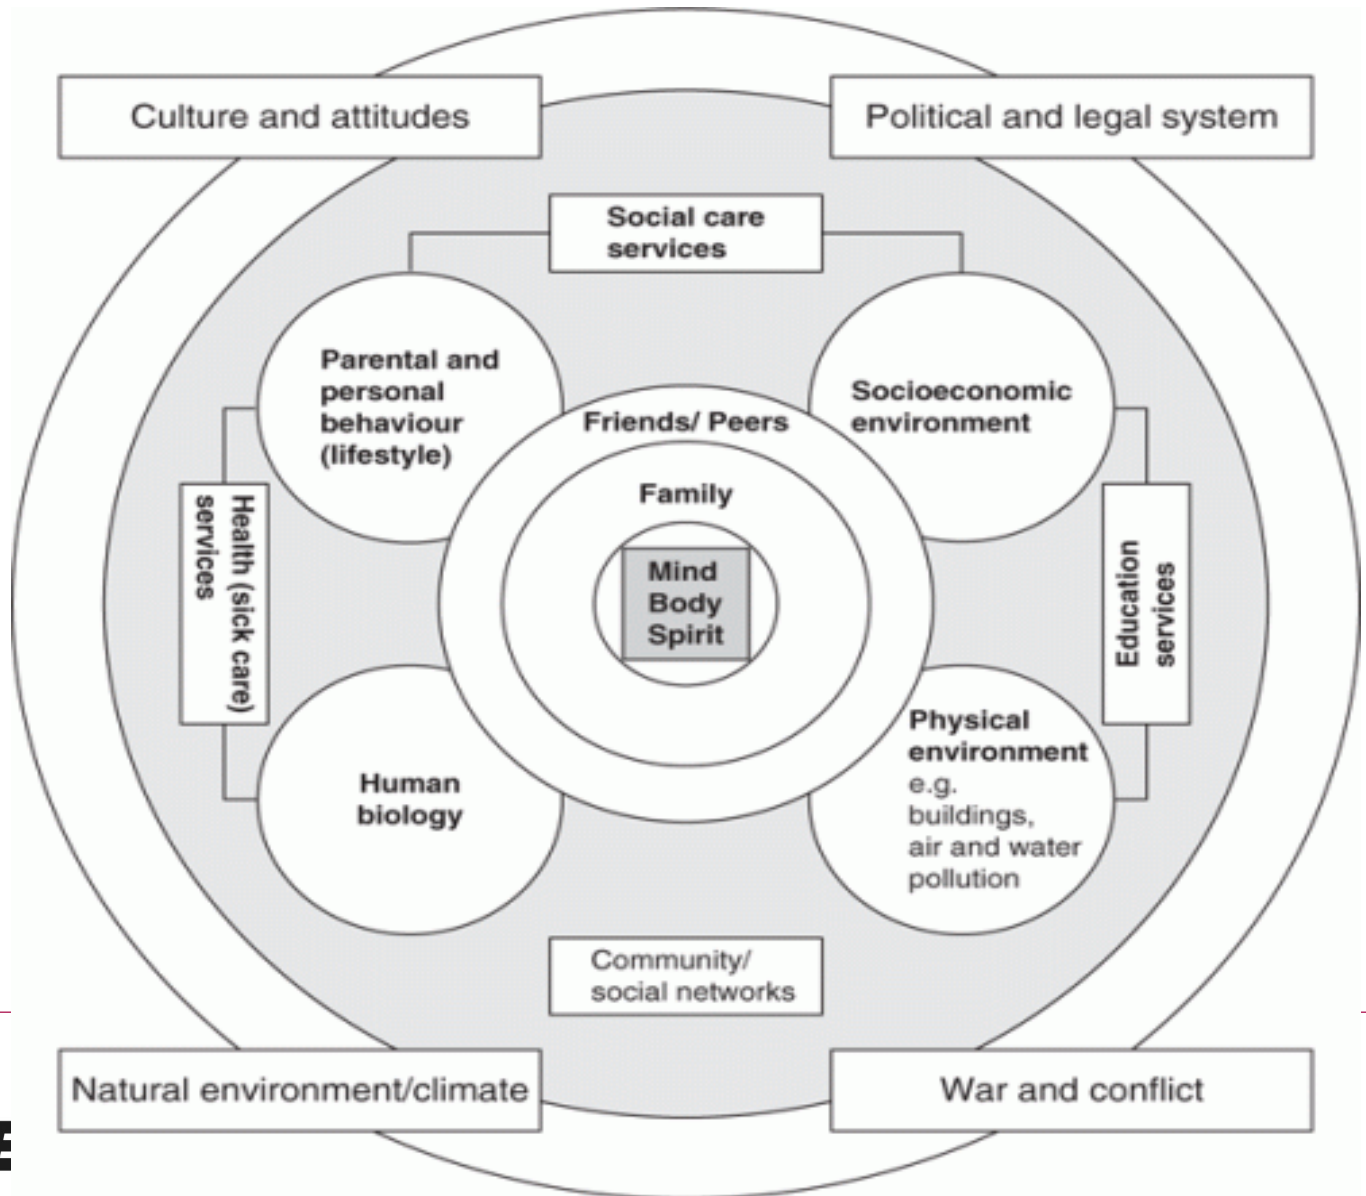 Culture and attitudes
Political and legal system
Social care
services
Parental and
personal
behaviour
(lifestyle)
Socioeconomic
environment
Friends/ Peers
Family
Mind
Body
Spirit
Health (sick care)
services
Education
services
Human
biology
Physical
environment
e.g.
buildings,
air and water
pollution
Community/
social networks
Natural environment/climate
War and conflict